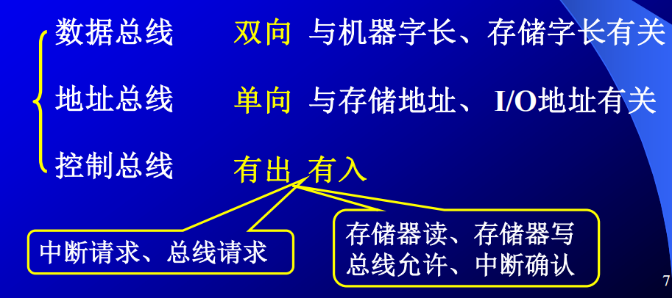 数据总线 双向 与机器字长、存储字长有关
地址总线 单向 与存储地址、 I/O地址有关
控制总线 有出 有入
中断请求、总线请求
存储器读、存储器写
总线允许、中断确认
7